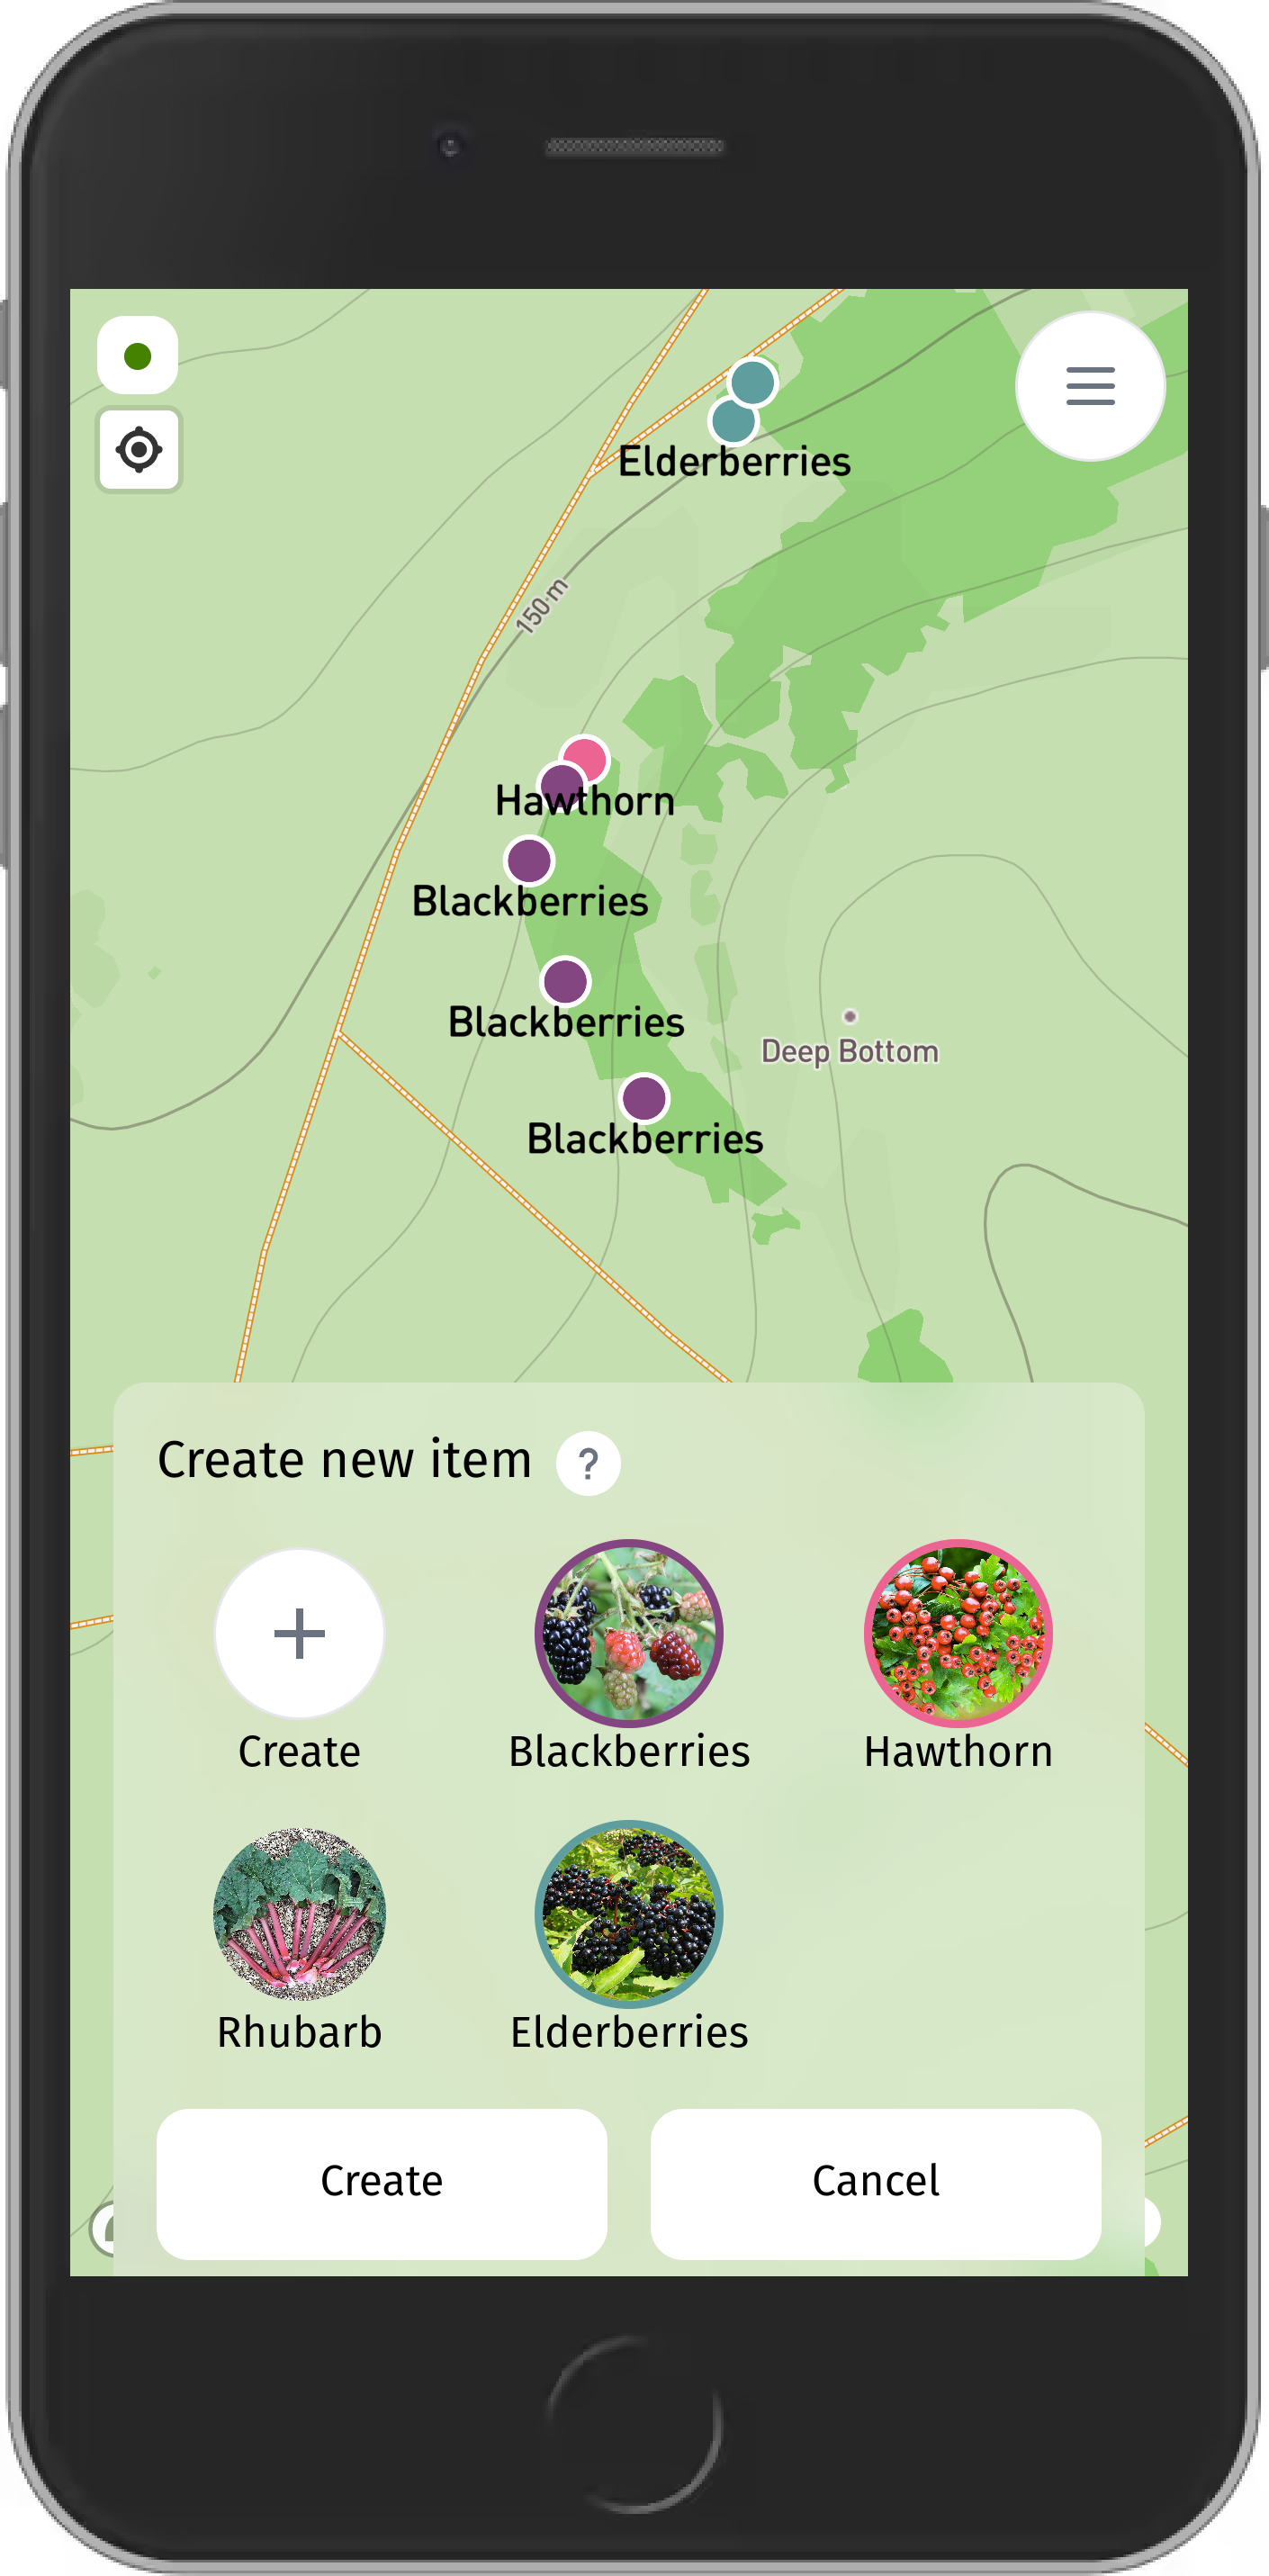 Elderberries
150 m
Hawthorn
Blackberries
Blackberries
Deep Bottom
Blackberries
Create new item ?
Create Blackberries Hawthorn
Rhubarb Elderberries
Create Cancel